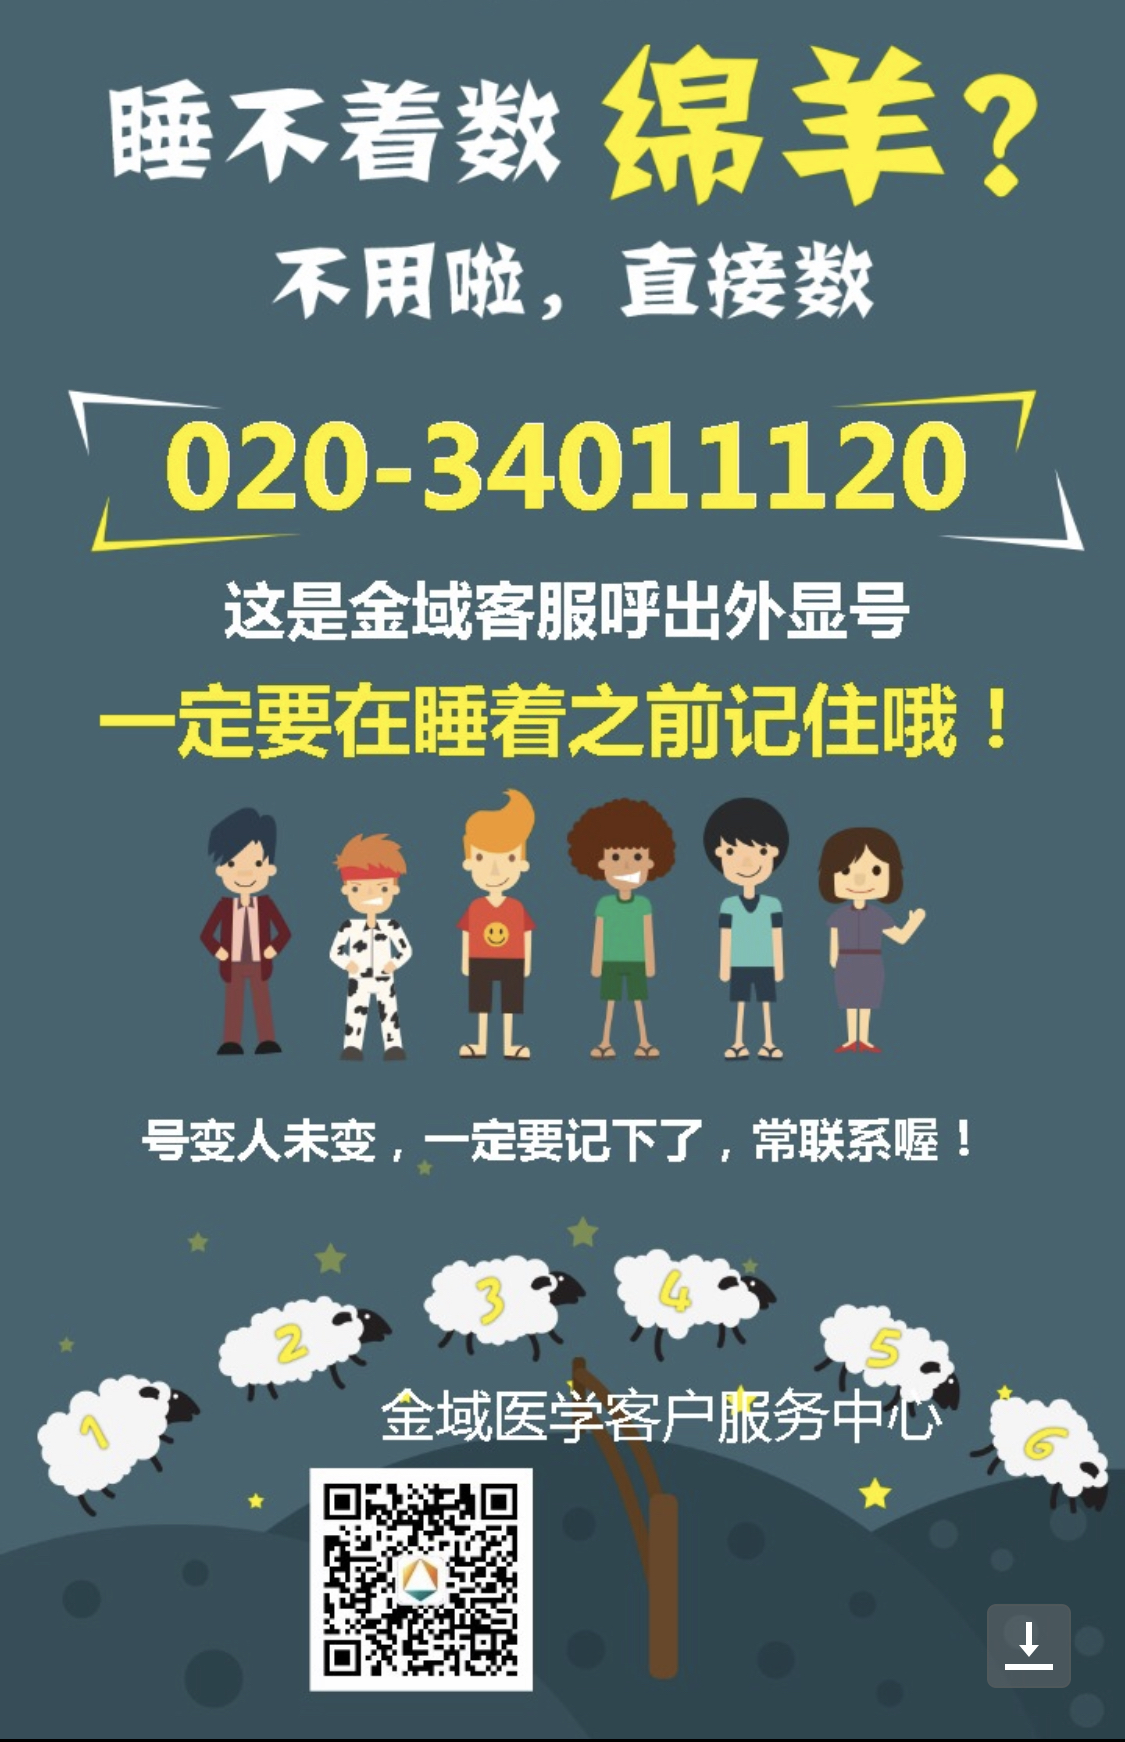 睡不着数绵羊？
不用啦，直接数
020-34011120
这是金域客服呼出外显号
一定要在睡着之前记住哦！
号变人未变，一定要记下了，常联系喔！
1
2
3
4
5
6
金域医学客户服务中心